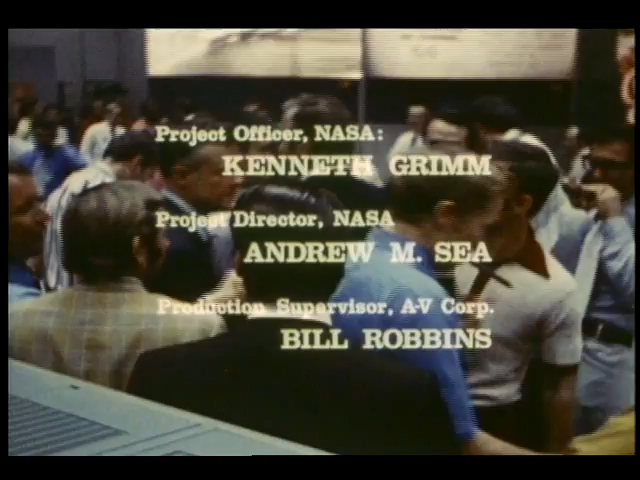 Project Officer, NASA:
KENNETH GRIMM
Project Director, NASA
ANDREW M. SEA
Production Supervisor, A-V Corp.
BILL ROBBINS